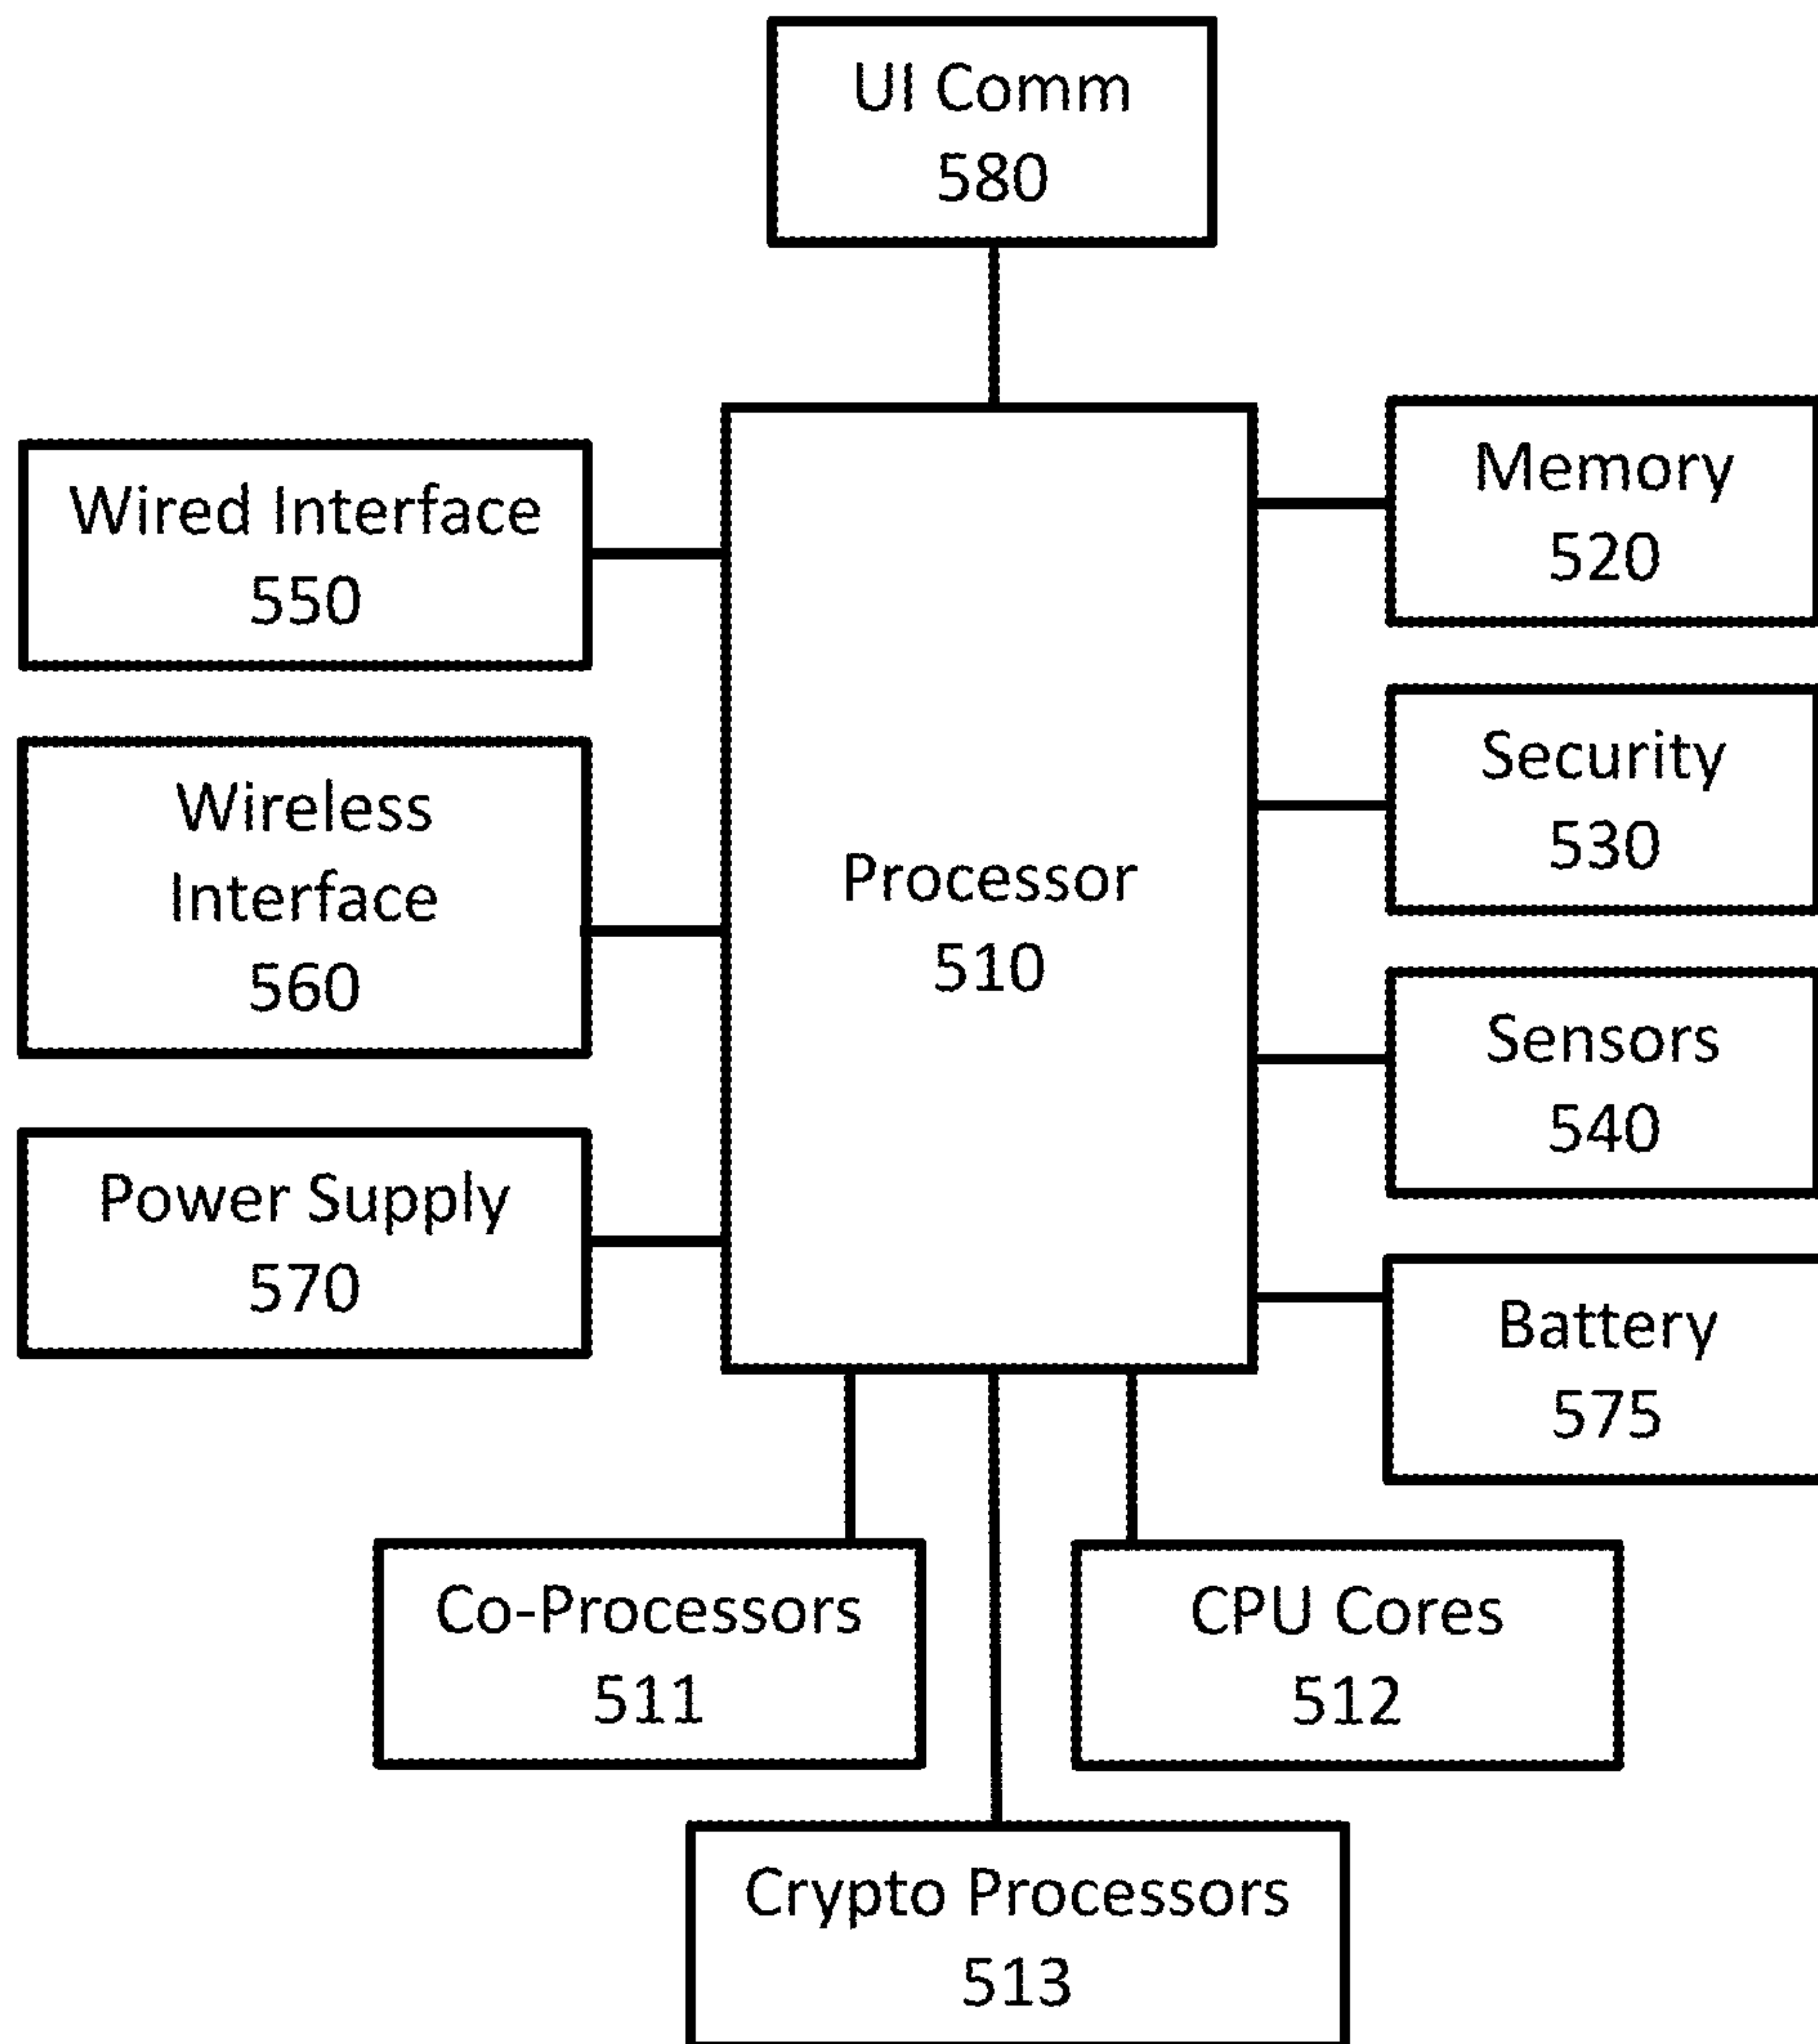 UI Comm
580
Wired Interface
550
Wireless
Interface
560
Power Supply
570
Processor
510
Memory
520
Security
530
Sensors
540
Battery
575
Co-Processors
511
CPU Cores
512
Crypto Processors
513